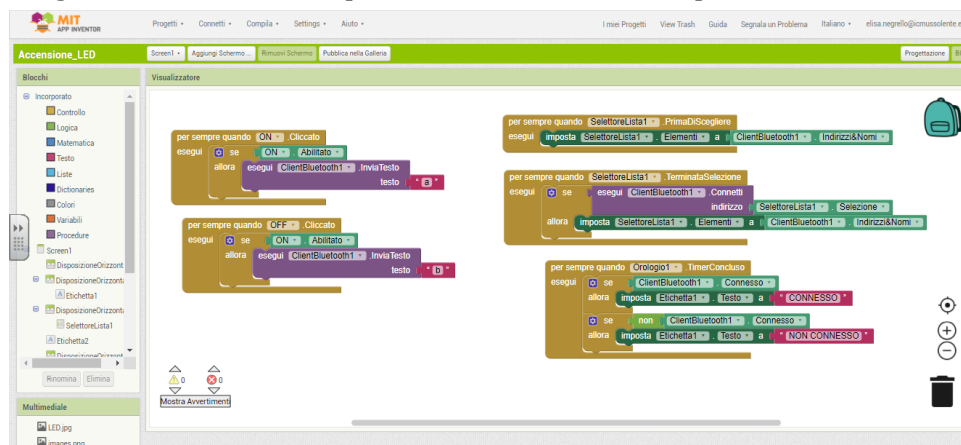 MIT
APP INVENTOR
Progetti
Connetti
Compila
Settings
Aiuto
I miei Progetti
View Trash
Guida
Segnala un Problema
Italiano
elisa.negrello@icmussolente.e
Accensione_LED
Screen1
Aggiungi Schermo ...
Rimuovi Schermo
Pubblica nella Galleria
Progettazione
Blocchi
Incorporato
Controllo
Logica
Matematica
Testo
Liste
Dictionaries
Colori
Variabili
Procedure
Screen1
DisposizioneOrizzont
DisposizioneOrizzonta
Etichetta1
DisposizioneOrizzonta
SelettoreLista1
Etichetta2
DisposizioneOrizzont
Rinomina
Elimina
Multimediale
LED.jpg
images.png
Visualizzatore
per sempre quando ON .Cliccato
esegui se ON . Abilitato
allora esegui ClientBluetooth1 .InviaTesto
testo " a "
per sempre quando OFF .Cliccato
esegui se ON . Abilitato
allora esegui ClientBluetooth1 .InviaTesto
testo " b "
per sempre quando SelettoreLista1 .PrimaDiScegliere
esegui imposta SelettoreLista1 . Elementi a ClientBluetooth1 . Indirizzi&Nomi
per sempre quando SelettoreLista1 .TerminataSelezione
esegui se esegui ClientBluetooth1 .Connetti
indirizzo SelettoreLista1 . Selezione
allora imposta SelettoreLista1 . Elementi a ClientBluetooth1 . Indirizzi&Nomi
per sempre quando Orologio1 .TimerConcluso
esegui se ClientBluetooth1 . Connesso
allora imposta Etichetta1 . Testo a " CONNESSO "
se non ClientBluetooth1 . Connesso
allora imposta Etichetta1 . Testo a " NON CONNESSO "
0
0
Mostra Avvertimenti